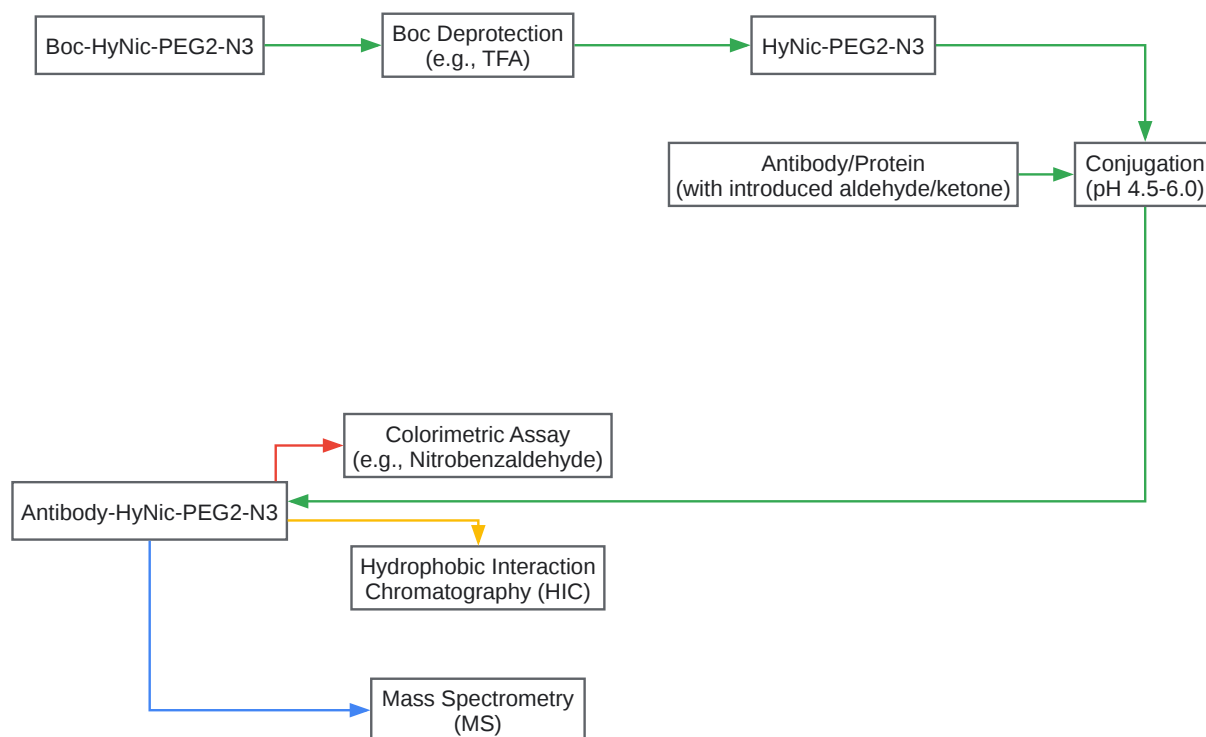 Boc-HyNic-PEG2-N3
Boc Deprotection
(e.g., TFA)
HyNic-PEG2-N3
Antibody/Protein
(with introduced aldehyde/ketone)
Conjugation
(pH 4.5-6.0)
Colorimetric Assay
(e.g., Nitrobenzaldehyde)
Antibody-HyNic-PEG2-N3
Hydrophobic Interaction
Chromatography (HIC)
Mass Spectrometry
(MS)